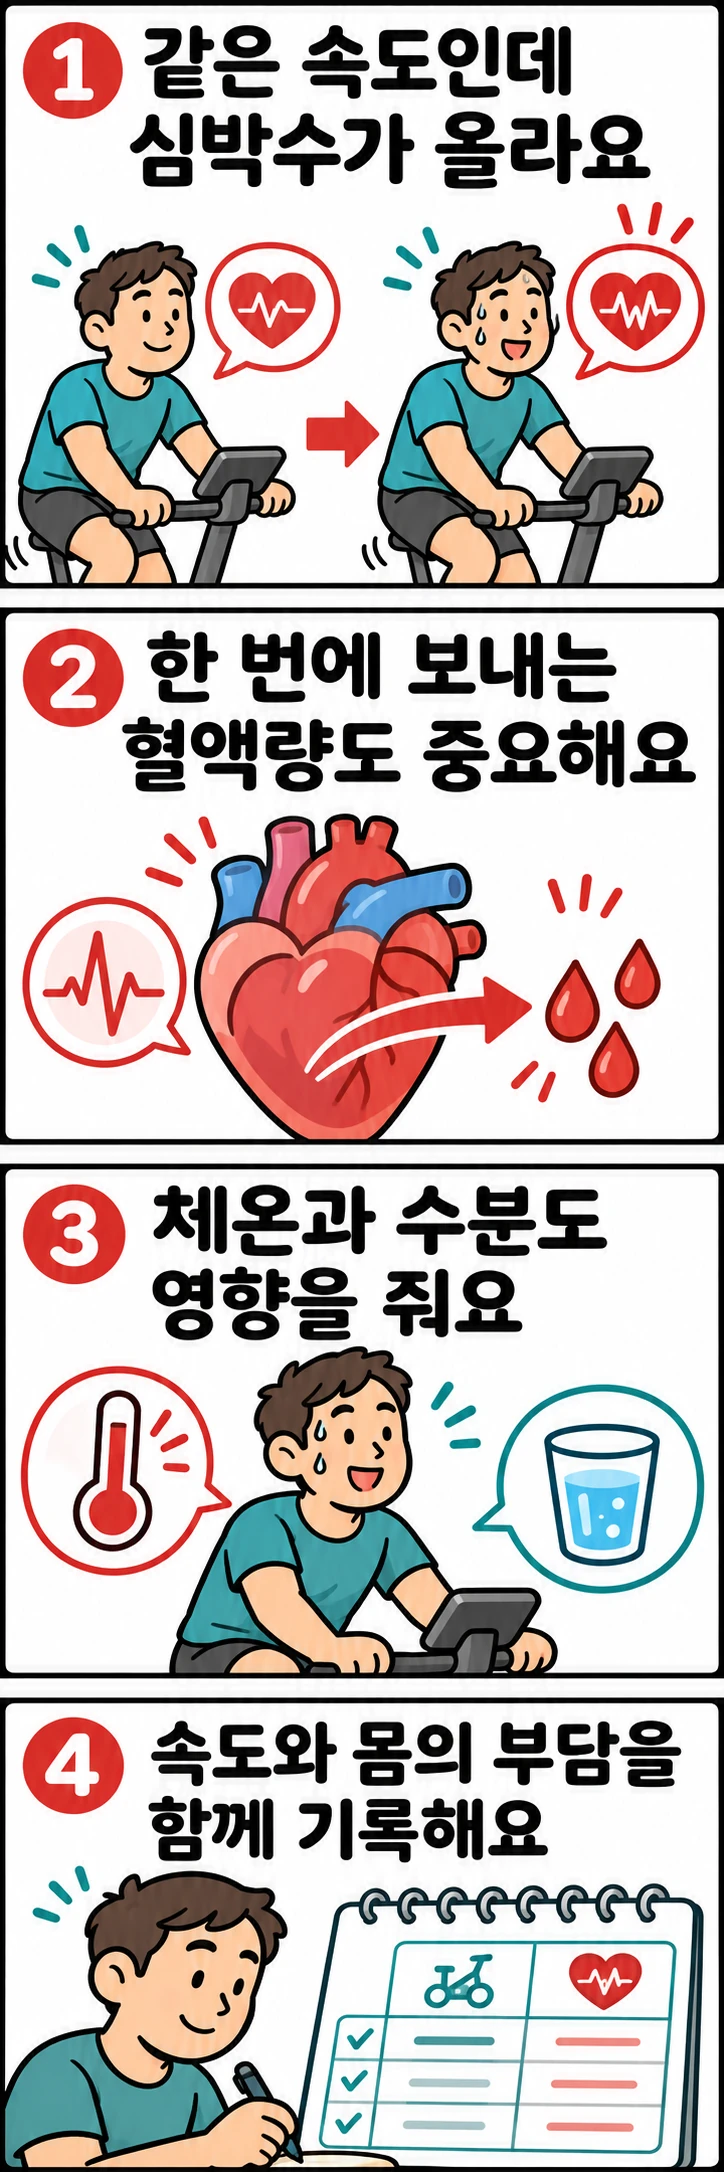 1 같은 속도인데
심박수가 올라요
2 한 번에 보내는
혈액량도 중요해요
3 체온과 수분도
영향을 줘요
4 속도와 몸의 부담을
함께 기록해요